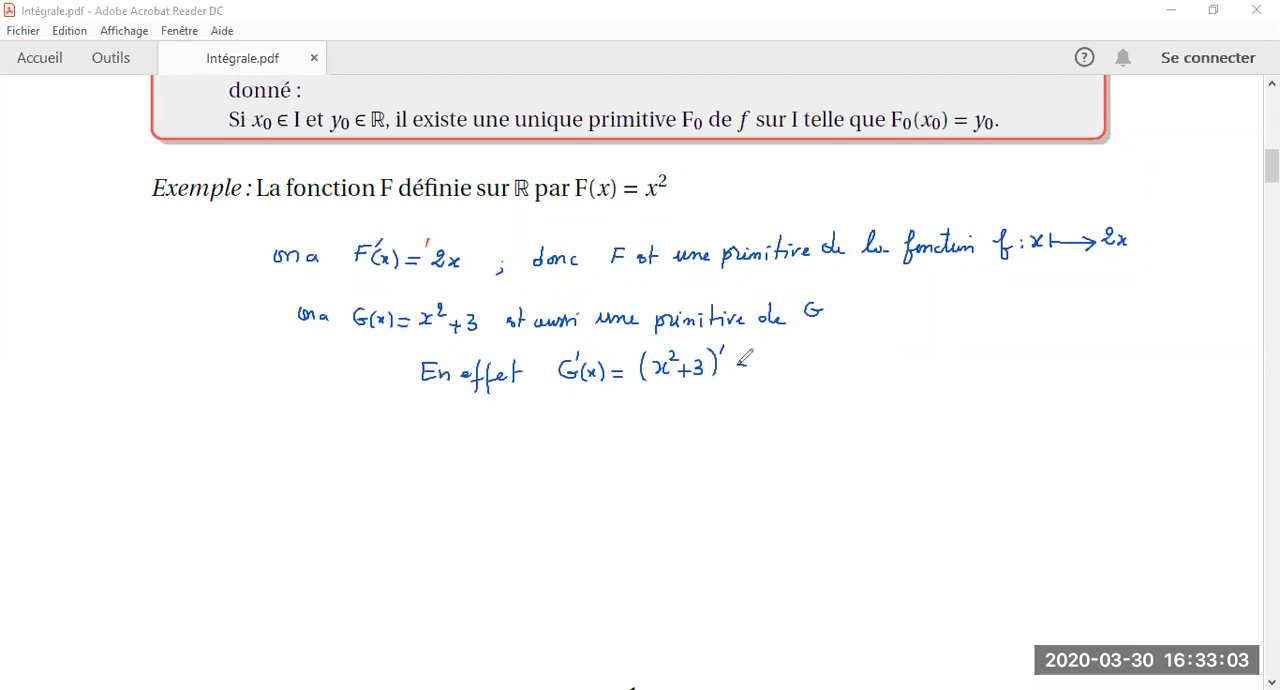 Intégrale.pdf - Adobe Acrobat Reader DC
Fichier Edition Affichage Fenêtre Aide
Accueil Outils Intégrale.pdf × ? Se connecter
donné :
Si x₀ ∈ I et y₀ ∈ ℝ, il existe une unique primitive F₀ de f sur I telle que F₀(x₀) = y₀.
Exemple : La fonction F définie sur ℝ par F(x) = x²
on a F'(x) = 2x ; donc F est une primitive de la fonction f : x ⟼ 2x
on a G(x) = x² + 3 est aussi une primitive de G
En effet G'(x) = (x² + 3)'
2020-03-30 16:33:03